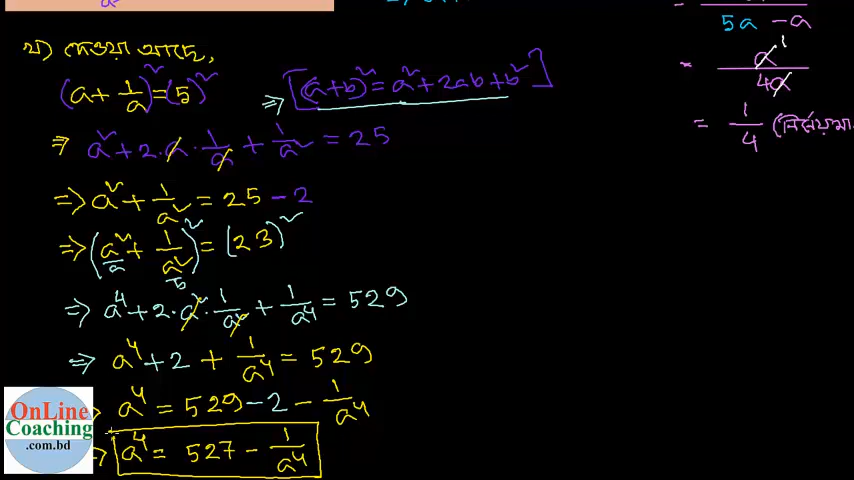 খ) দেওয়া আছে,
(a + 1/a)² = (5)² [(a+b)² = a² + 2ab + b²]
⇒ a² + 2·a·1/a + 1/a² = 25
⇒ a² + 1/a² = 25 - 2
⇒ (a² + 1/a²)² = (23)²
a b
⇒ a⁴ + 2·a²·1/a² + 1/a⁴ = 529
⇒ a⁴ + 2 + 1/a⁴ = 529
⇒ a⁴ = 529 - 2 - 1/a⁴
⇒ a⁴ = 527 - 1/a⁴
5a - a
= a 1 / 4a
= 1/4
OnLine
Coaching
.com.bd